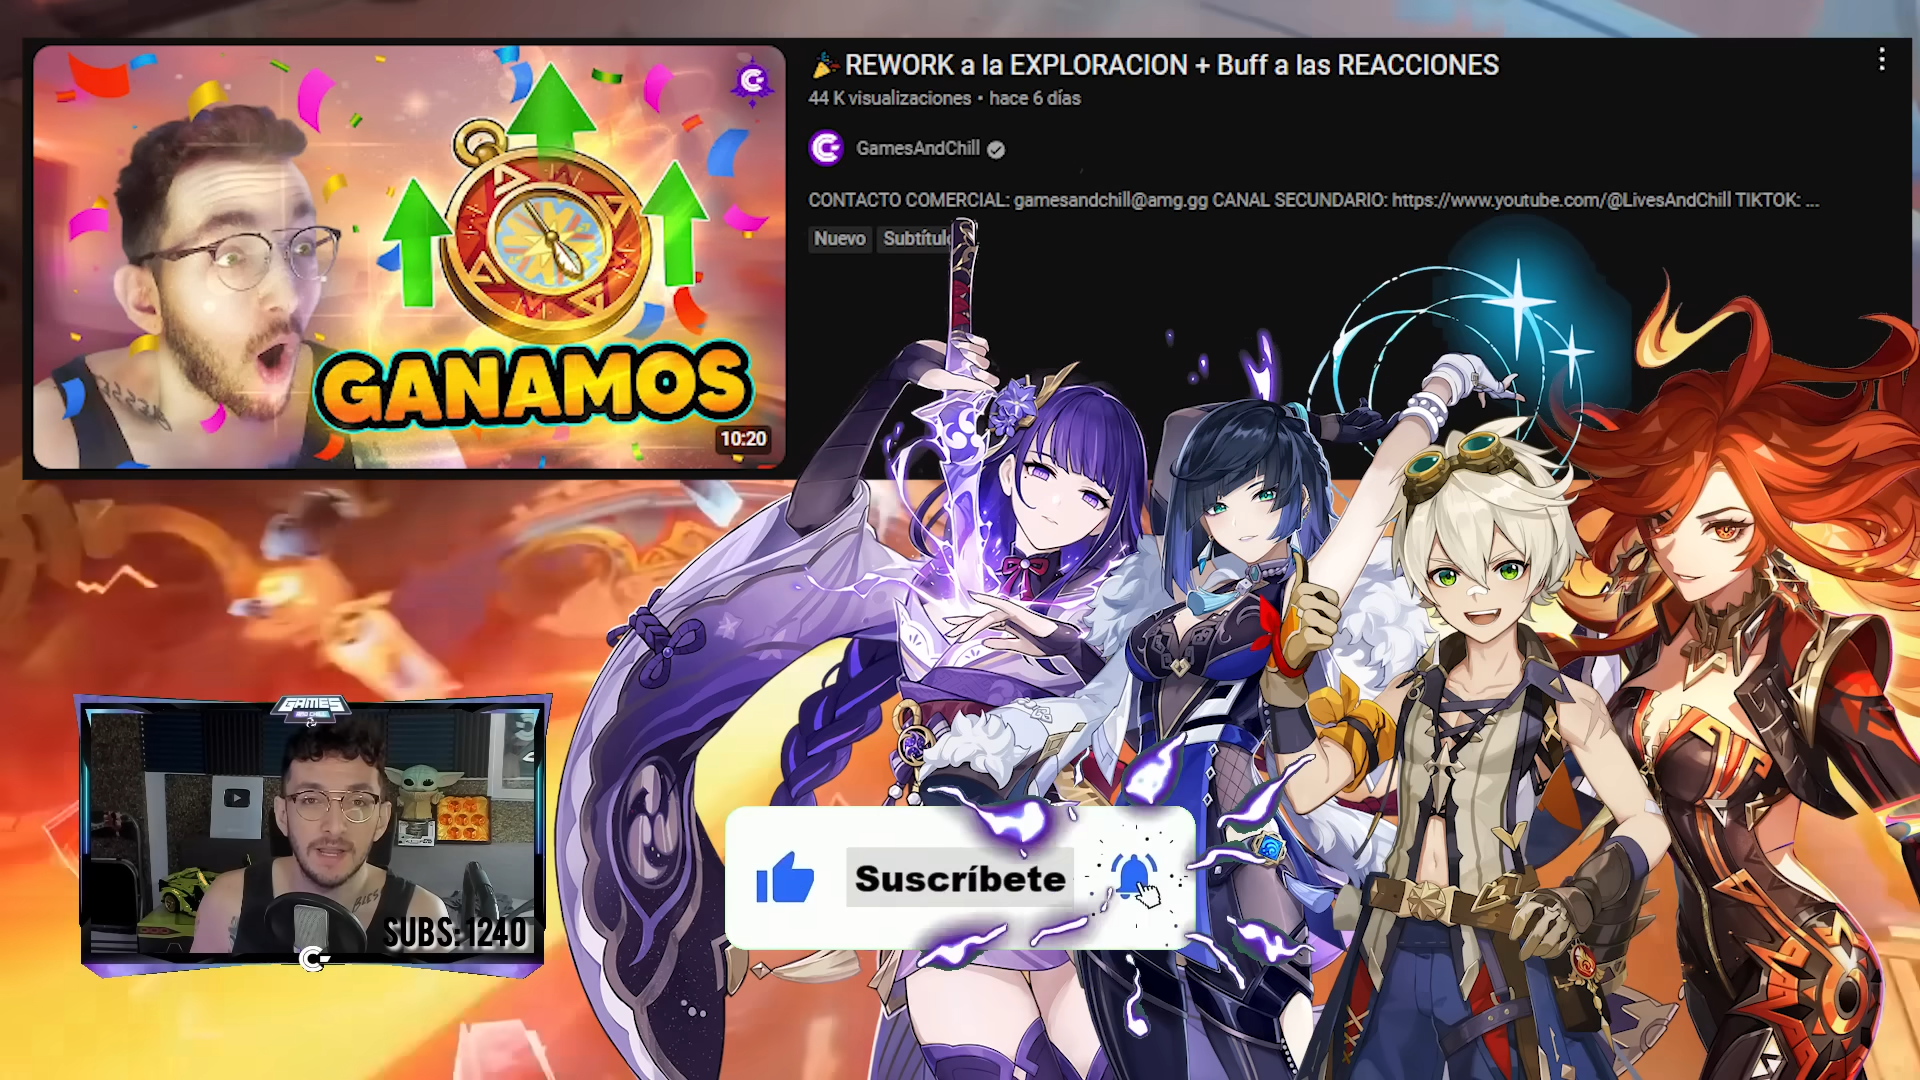 REWORK a la EXPLORACION + Buff a las REACCIONES
44 K visualizaciones • hace 6 días
GamesAndChill
CONTACTO COMERCIAL: gamesandchill@amg.gg CANAL SECUNDARIO: https://www.youtube.com/@LivesAndChill TIKTOK: ...
Nuevo
GANAMOS
10:20
GAMES
Suscríbete
SUBS: 1240